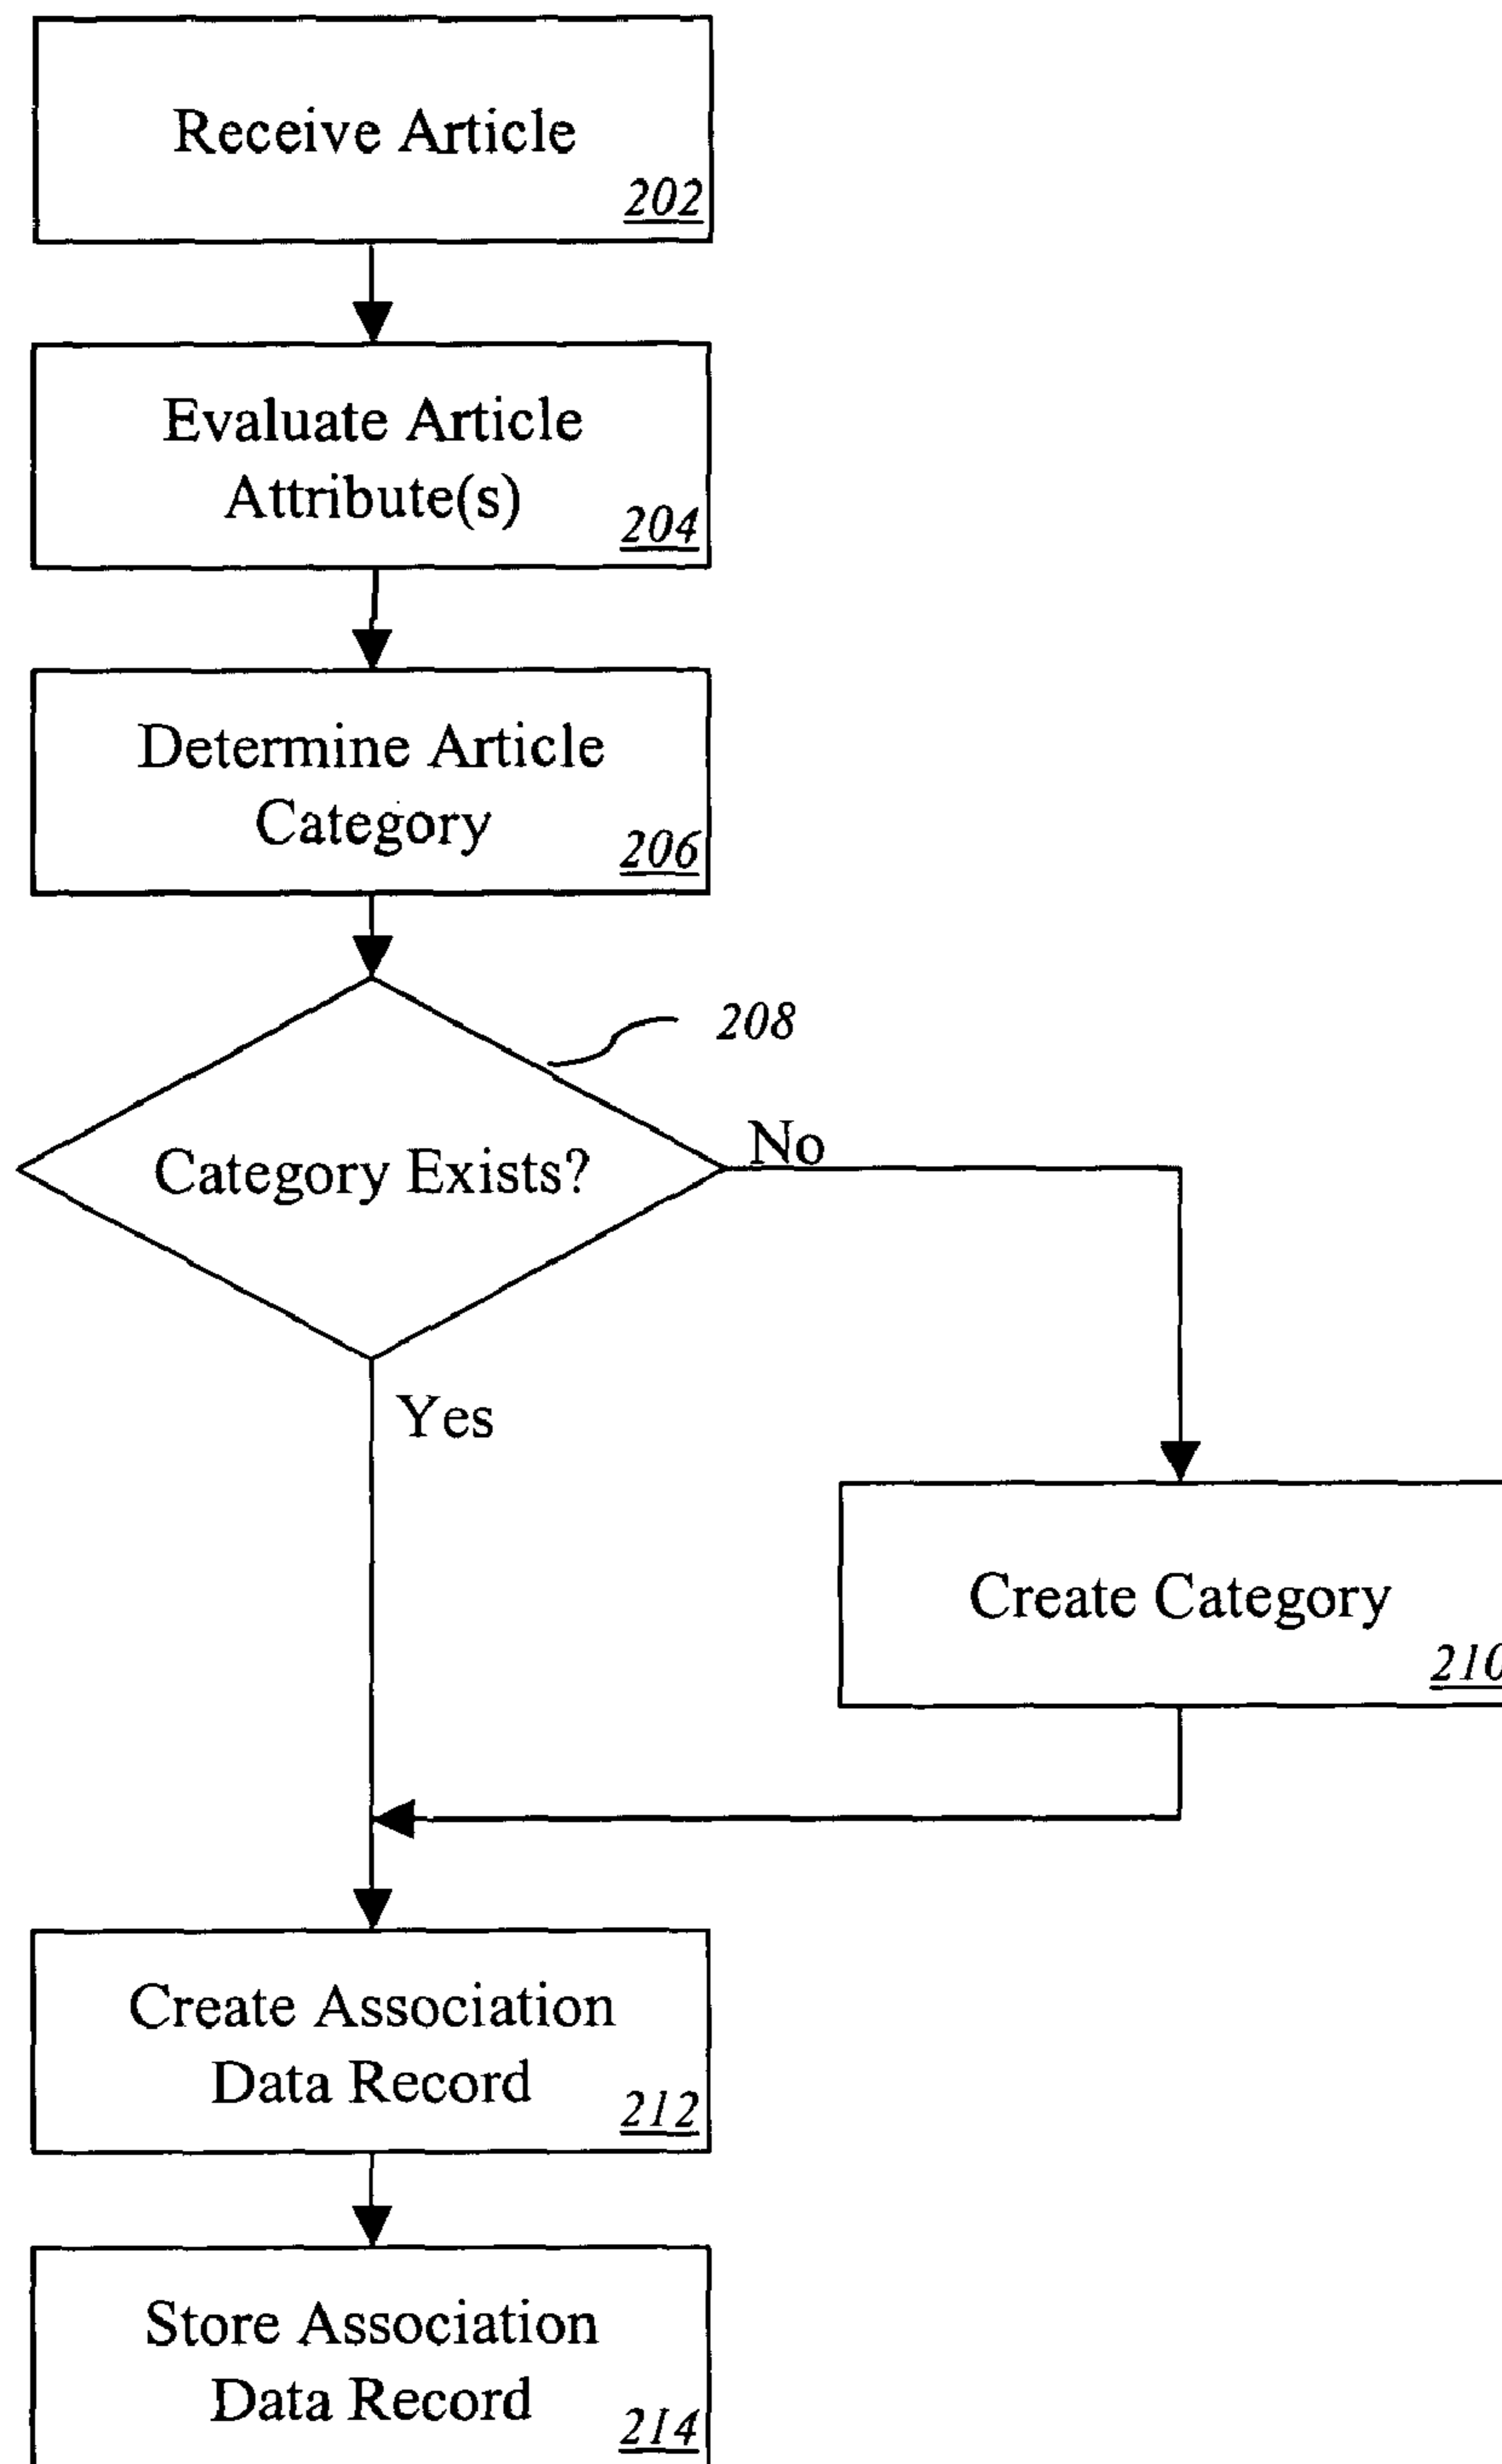 Receive Article
202
Evaluate Article
Attribute(s)
204
Determine Article
Category
206
208
Category Exists?
No
Yes
Create Category
210
Create Association
Data Record
212
Store Association
Data Record
214